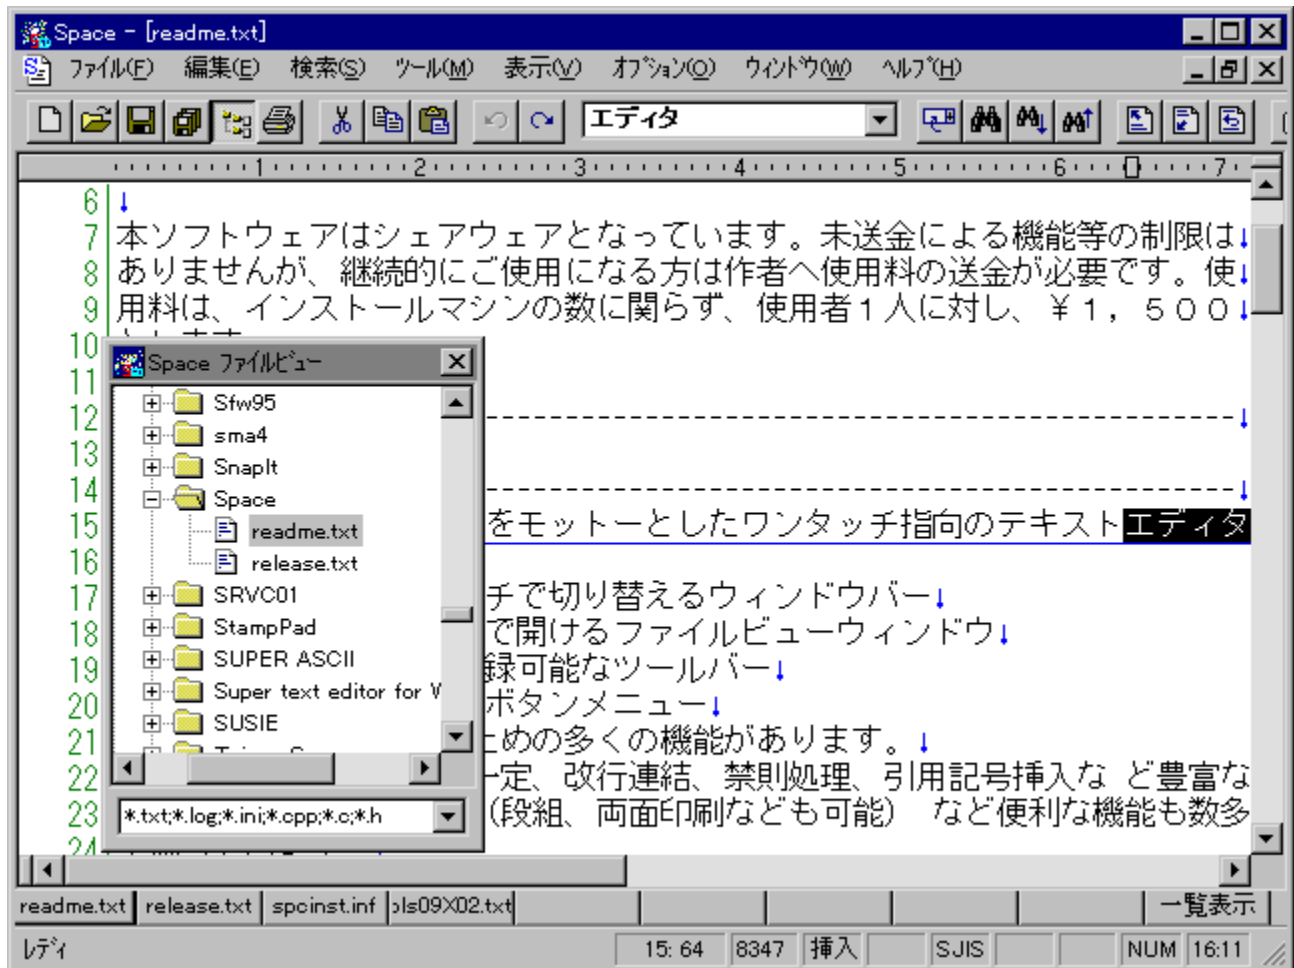 Space - [readme.txt]
ファイル(F) 編集(E) 検索(S) ツール(M) 表示(V) オプション(O) ウィンドウ(W) ヘルプ(H)
エディタ
1 2 3 4 5 6 7
6 ↓
7 本ソフトウェアはシェアウェアとなっています。未送金による機能等の制限は↓
8 ありませんが、継続的にご使用になる方は作者へ使用料の送金が必要です。使↓
9 用料は、インストールマシンの数に関らず、使用者1人に対し、￥1，500↓
10
11
12 ------------------------------------------------↓
13
14 ------------------------------------------------↓
15 をモットーとしたワンタッチ指向のテキストエディタ
16
17 チで切り替えるウィンドウバー↓
18 で開けるファイルビューウィンドウ↓
19 録可能なツールバー↓
20 ボタンメニュー↓
21 ための多くの機能があります。↓
22 一定、改行連結、禁則処理、引用記号挿入な ど豊富な
23 （段組、両面印刷なども可能） など便利な機能も数多
24
Space ファイルビュー
Sfw95
sma4
SnapIt
Space
readme.txt
release.txt
SRVC01
StampPad
SUPER ASCII
Super text editor for W
SUSIE
*.txt;*.log;*.ini;*.cpp;*.c;*.h
readme.txt release.txt spcinst.inf ols09X02.txt 一覧表示
レディ 15: 64 8347 挿入 SJIS NUM 16:11